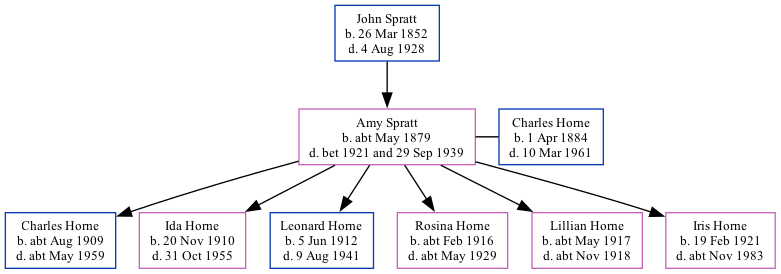 John Spratt
b. 26 Mar 1852
d. 4 Aug 1928
Amy Spratt
b. abt May 1879
d. bet 1921 and 29 Sep 1939
Charles Horne
b. 1 Apr 1884
d. 10 Mar 1961
Charles Horne
b. abt Aug 1909
d. abt May 1959
Ida Horne
b. 20 Nov 1910
d. 31 Oct 1955
Leonard Horne
b. 5 Jun 1912
d. 9 Aug 1941
Rosina Horne
b. abt Feb 1916
d. abt May 1929
Lillian Horne
b. abt May 1917
d. abt Nov 1918
Iris Horne
b. 19 Feb 1921
d. abt Nov 1983